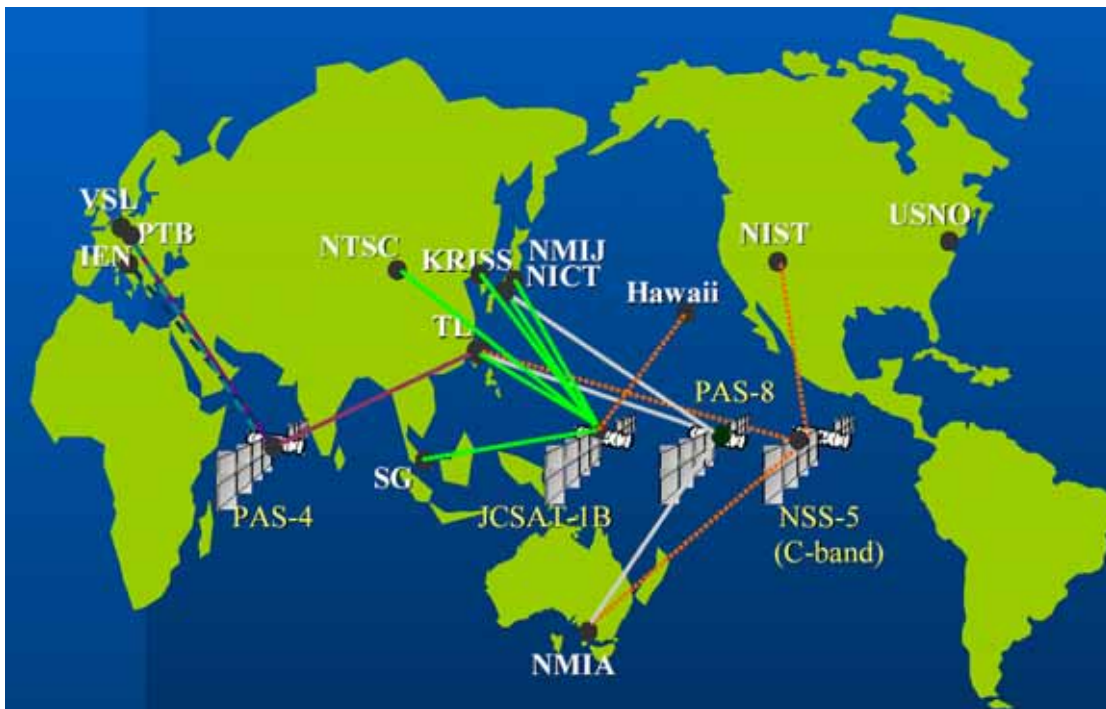 VSL
PTB
IEN
NTSC
KRISS
NMIJ
NICT
USNO
NIST
Hawaii
TL
PAS-8
SG
PAS-4
JCSAT-1B
NSS-5
(C-band)
NMIA